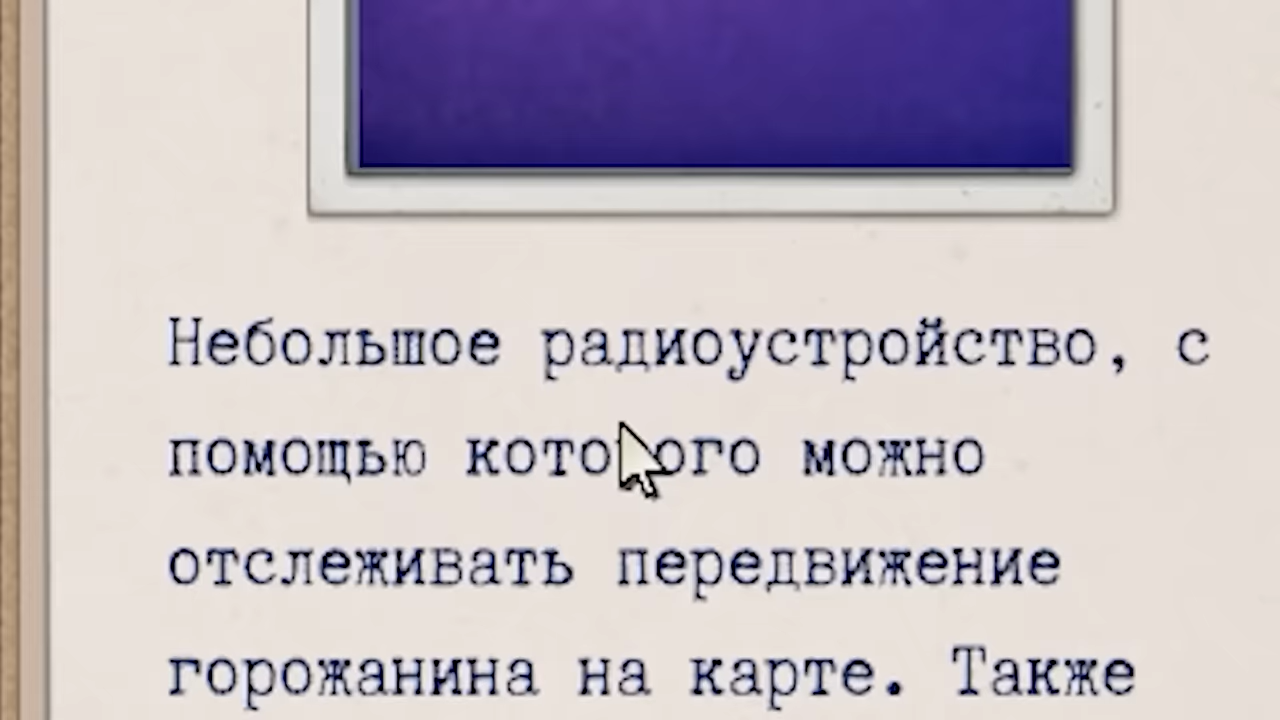 Небольшое радиоустройство, с
помощью которого можно
отслеживать передвижение
горожанина на карте. Также